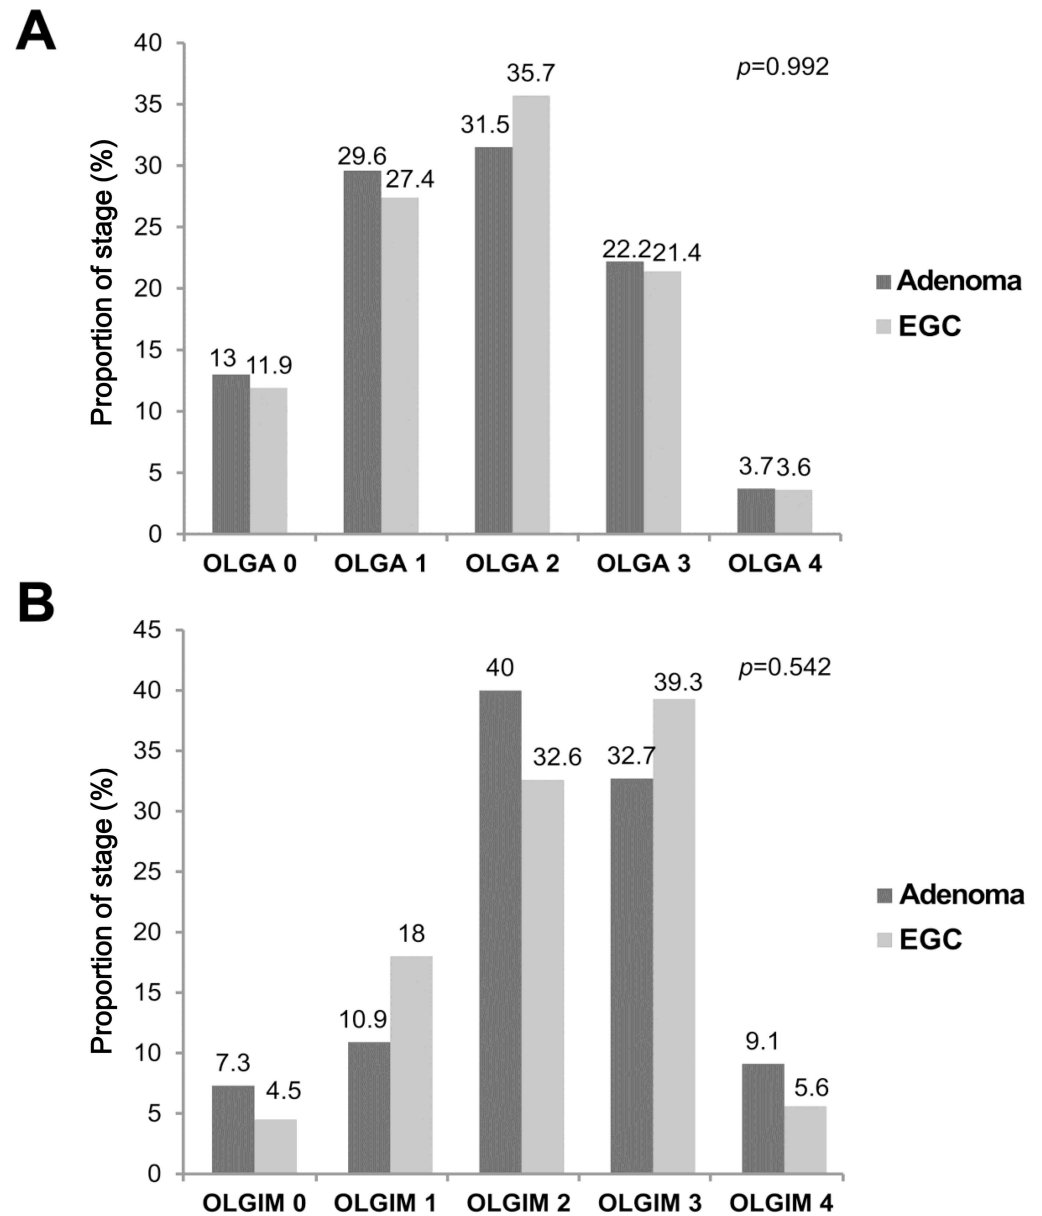 A
Proportion of stage (%)
40
35
30
25
20
15
10
5
0
p=0.992
13 11.9
29.6 27.4
31.5 35.7
22.2 21.4
3.7 3.6
OLGA 0 OLGA 1 OLGA 2 OLGA 3 OLGA 4
Adenoma
EGC
B
Proportion of stage (%)
45
40
35
30
25
20
15
10
5
0
p=0.542
7.3 4.5
10.9 18
40 32.6
32.7 39.3
9.1 5.6
OLGIM 0 OLGIM 1 OLGIM 2 OLGIM 3 OLGIM 4
Adenoma
EGC